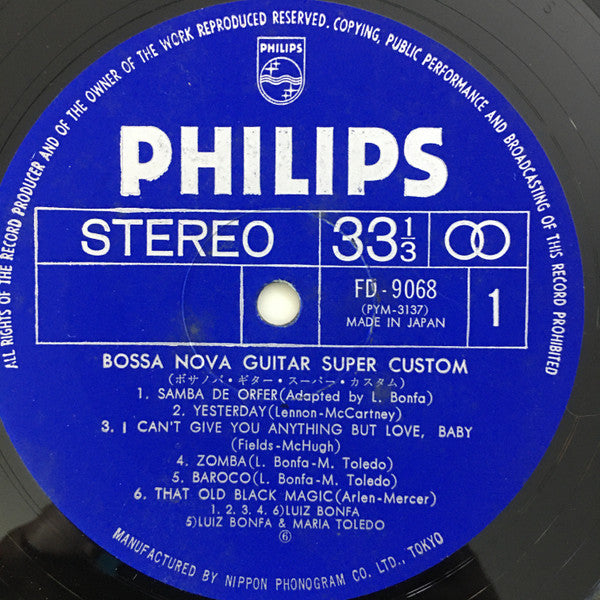 ALL RIGHTS OF THE RECORD PRODUCER AND OF THE OWNER OF THE WORK REPRODUCED RESERVED. COPYING, PUBLIC PERFORMANCE AND BROADCASTING OF THIS RECORD PROHIBITED
PHILIPS
PHILIPS
STEREO 33 1/3
FD-9068
(PYM-3137)
MADE IN JAPAN
1
BOSSA NOVA GUITAR SUPER CUSTOM
(ボサノバ・ギター・スーパー・カスタム)
1. SAMBA DE ORFER(Adapted by L. Bonfa)
2. YESTERDAY(Lennon-McCartney)
3. I CAN'T GIVE YOU ANYTHING BUT LOVE, BABY
(Fields-McHugh)
4. ZOMBA(L. Bonfa-M. Toledo)
5. BAROCO(L. Bonfa-M. Toledo)
6. THAT OLD BLACK MAGIC(Arlen-Mercer)
1. 2. 3. 4. 6)LUIZ BONFA
5)LUIZ BONFA & MARIA TOLEDO
⑥
MANUFACTURED BY NIPPON PHONOGRAM CO. LTD., TOKYO